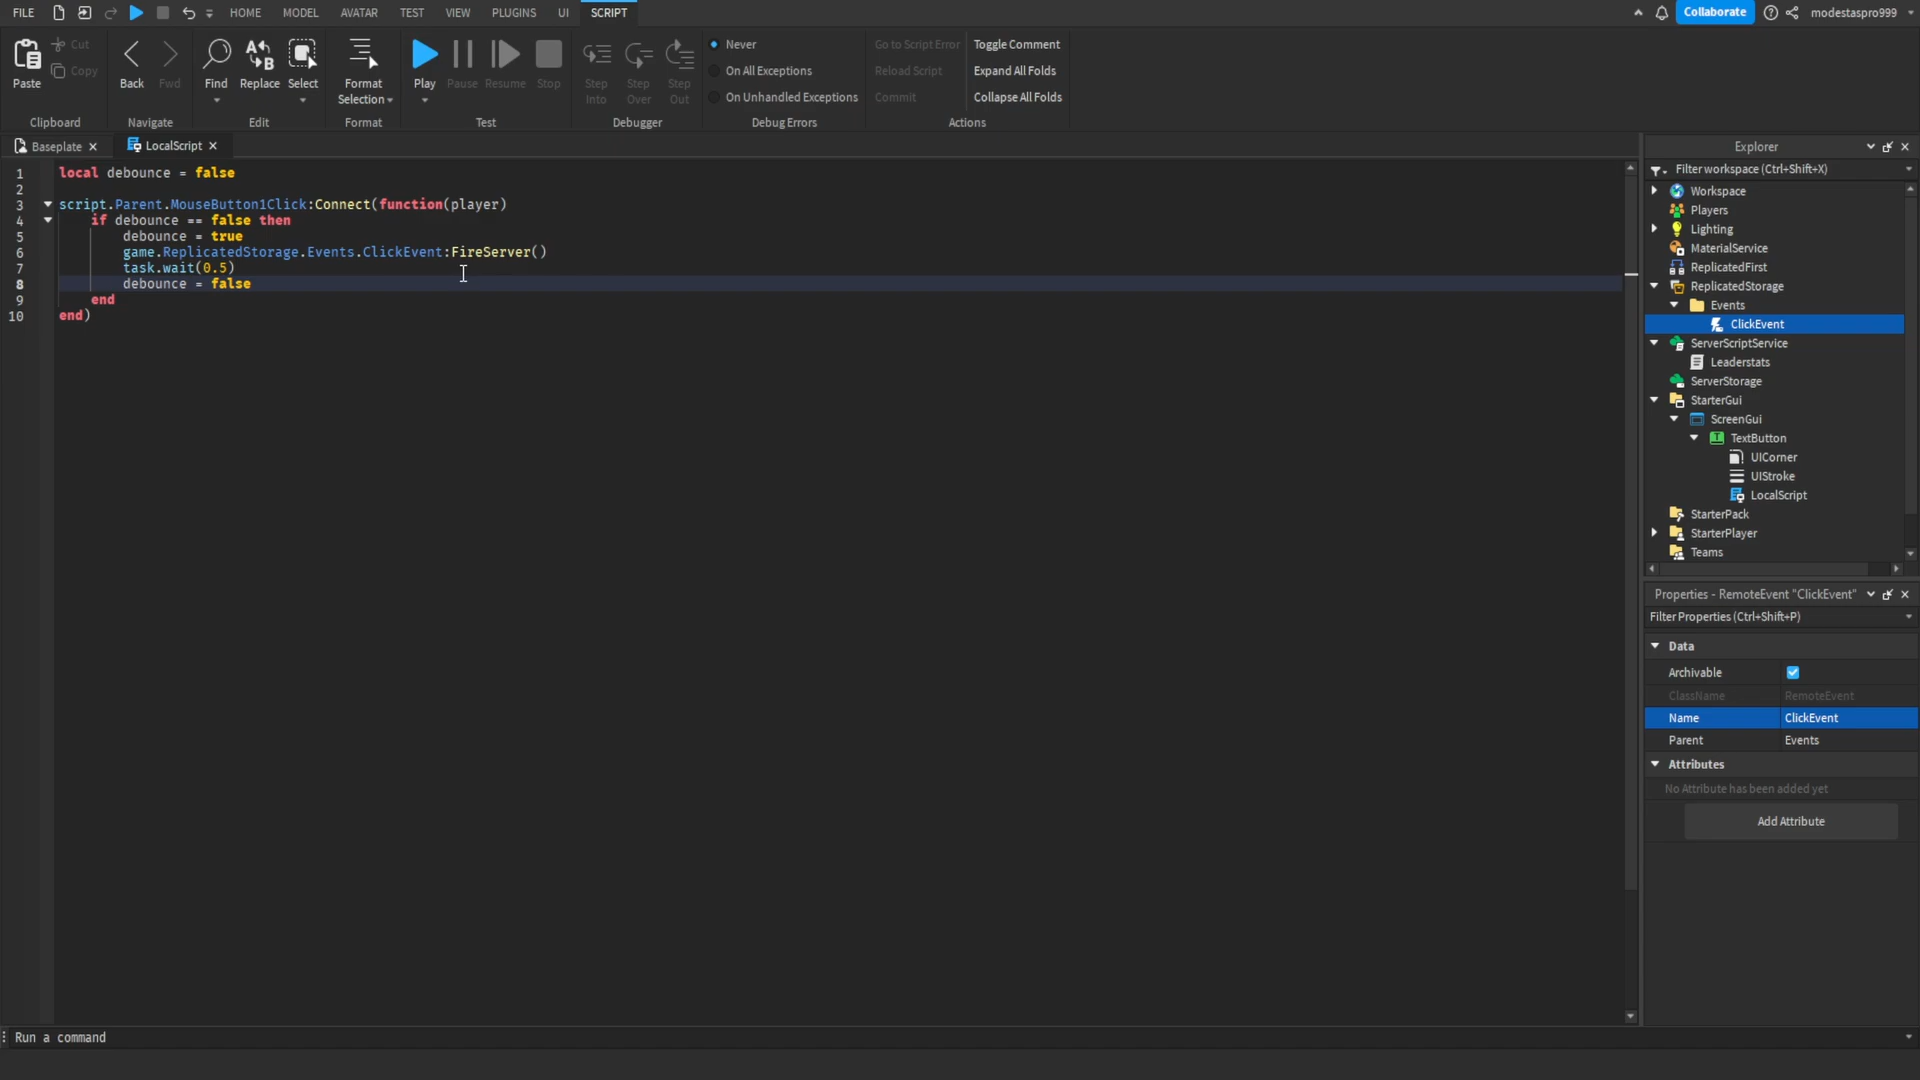 FILE HOME MODEL AVATAR TEST VIEW PLUGINS UI SCRIPT Collaborate modestaspro999
Paste Cut Copy Clipboard
Back Fwd Navigate
Find Replace Select Edit
Format Selection Format
Play Pause Resume Stop Test
Step Into Step Over Step Out Debugger
Never
On All Exceptions
On Unhandled Exceptions
Debug Errors
Go to Script Error Toggle Comment
Reload Script Expand All Folds
Commit Collapse All Folds
Actions
Baseplate LocalScript
1 local debounce = false
2
3 script.Parent.MouseButton1Click:Connect(function(player)
4 if debounce == false then
5 debounce = true
6 game.ReplicatedStorage.Events.ClickEvent:FireServer()
7 task.wait(0.5)
8 debounce = false
9 end
10 end)
Explorer
Filter workspace (Ctrl+Shift+X)
Workspace
Players
Lighting
MaterialService
ReplicatedFirst
ReplicatedStorage
Events
ClickEvent
ServerScriptService
Leaderstats
ServerStorage
StarterGui
ScreenGui
TextButton
UICorner
UIStroke
LocalScript
StarterPack
StarterPlayer
Teams
Properties - RemoteEvent "ClickEvent"
Filter Properties (Ctrl+Shift+P)
Data
Archivable
ClassName RemoteEvent
Name ClickEvent
Parent Events
Attributes
No Attribute has been added yet
Add Attribute
Run a command